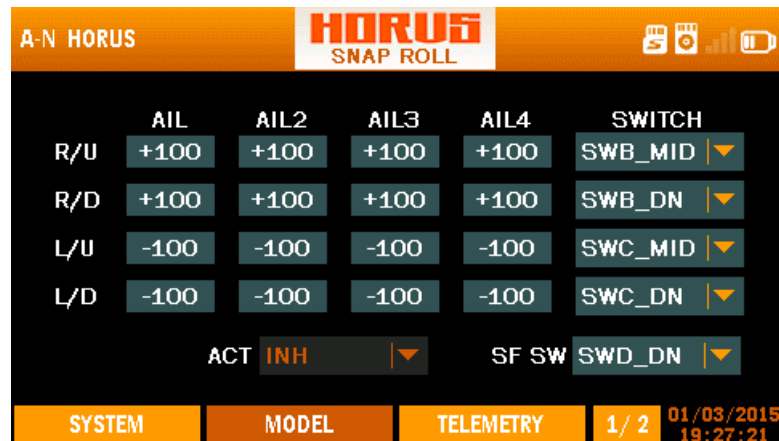 A-N HORUS
HORUS
SNAP ROLL
AIL AIL2 AIL3 AIL4 SWITCH
R/U +100 +100 +100 +100 SWB_MID
R/D +100 +100 +100 +100 SWB_DN
L/U -100 -100 -100 -100 SWC_MID
L/D -100 -100 -100 -100 SWC_DN
ACT INH SF SW SWD_DN
SYSTEM MODEL TELEMETRY 1/2 01/03/2015
19:27:21